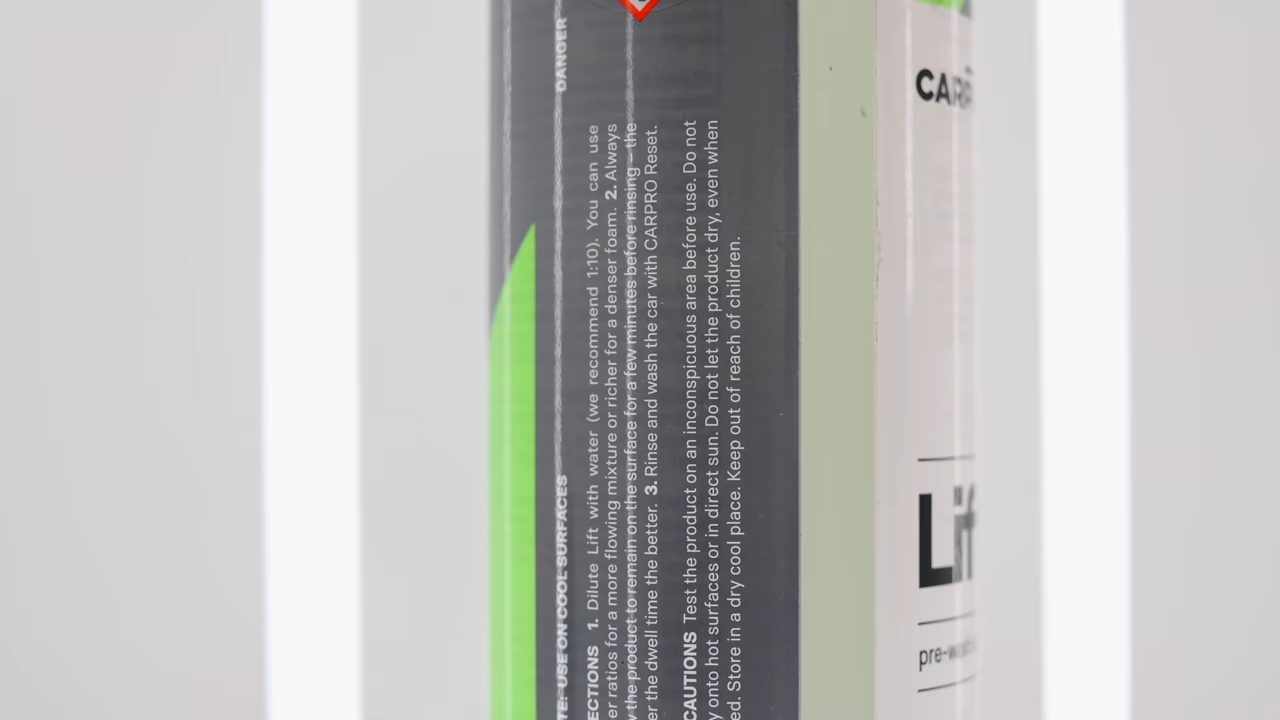 DANGER
TE: USE ON COOL SURFACES
ECTIONS 1. Dilute Lift with water (we recommend 1:10). You can use
er ratios for a more flowing mixture or richer for a denser foam. 2. Always
w the product to remain on the surface for a few minutes before rinsing – the
er the dwell time the better. 3. Rinse and wash the car with CARPRO Reset.
CAUTIONS Test the product on an inconspicuous area before use. Do not
y onto hot surfaces or in direct sun. Do not let the product dry, even when
ed. Store in a dry cool place. Keep out of reach of children.
CARP
Lif
pre-